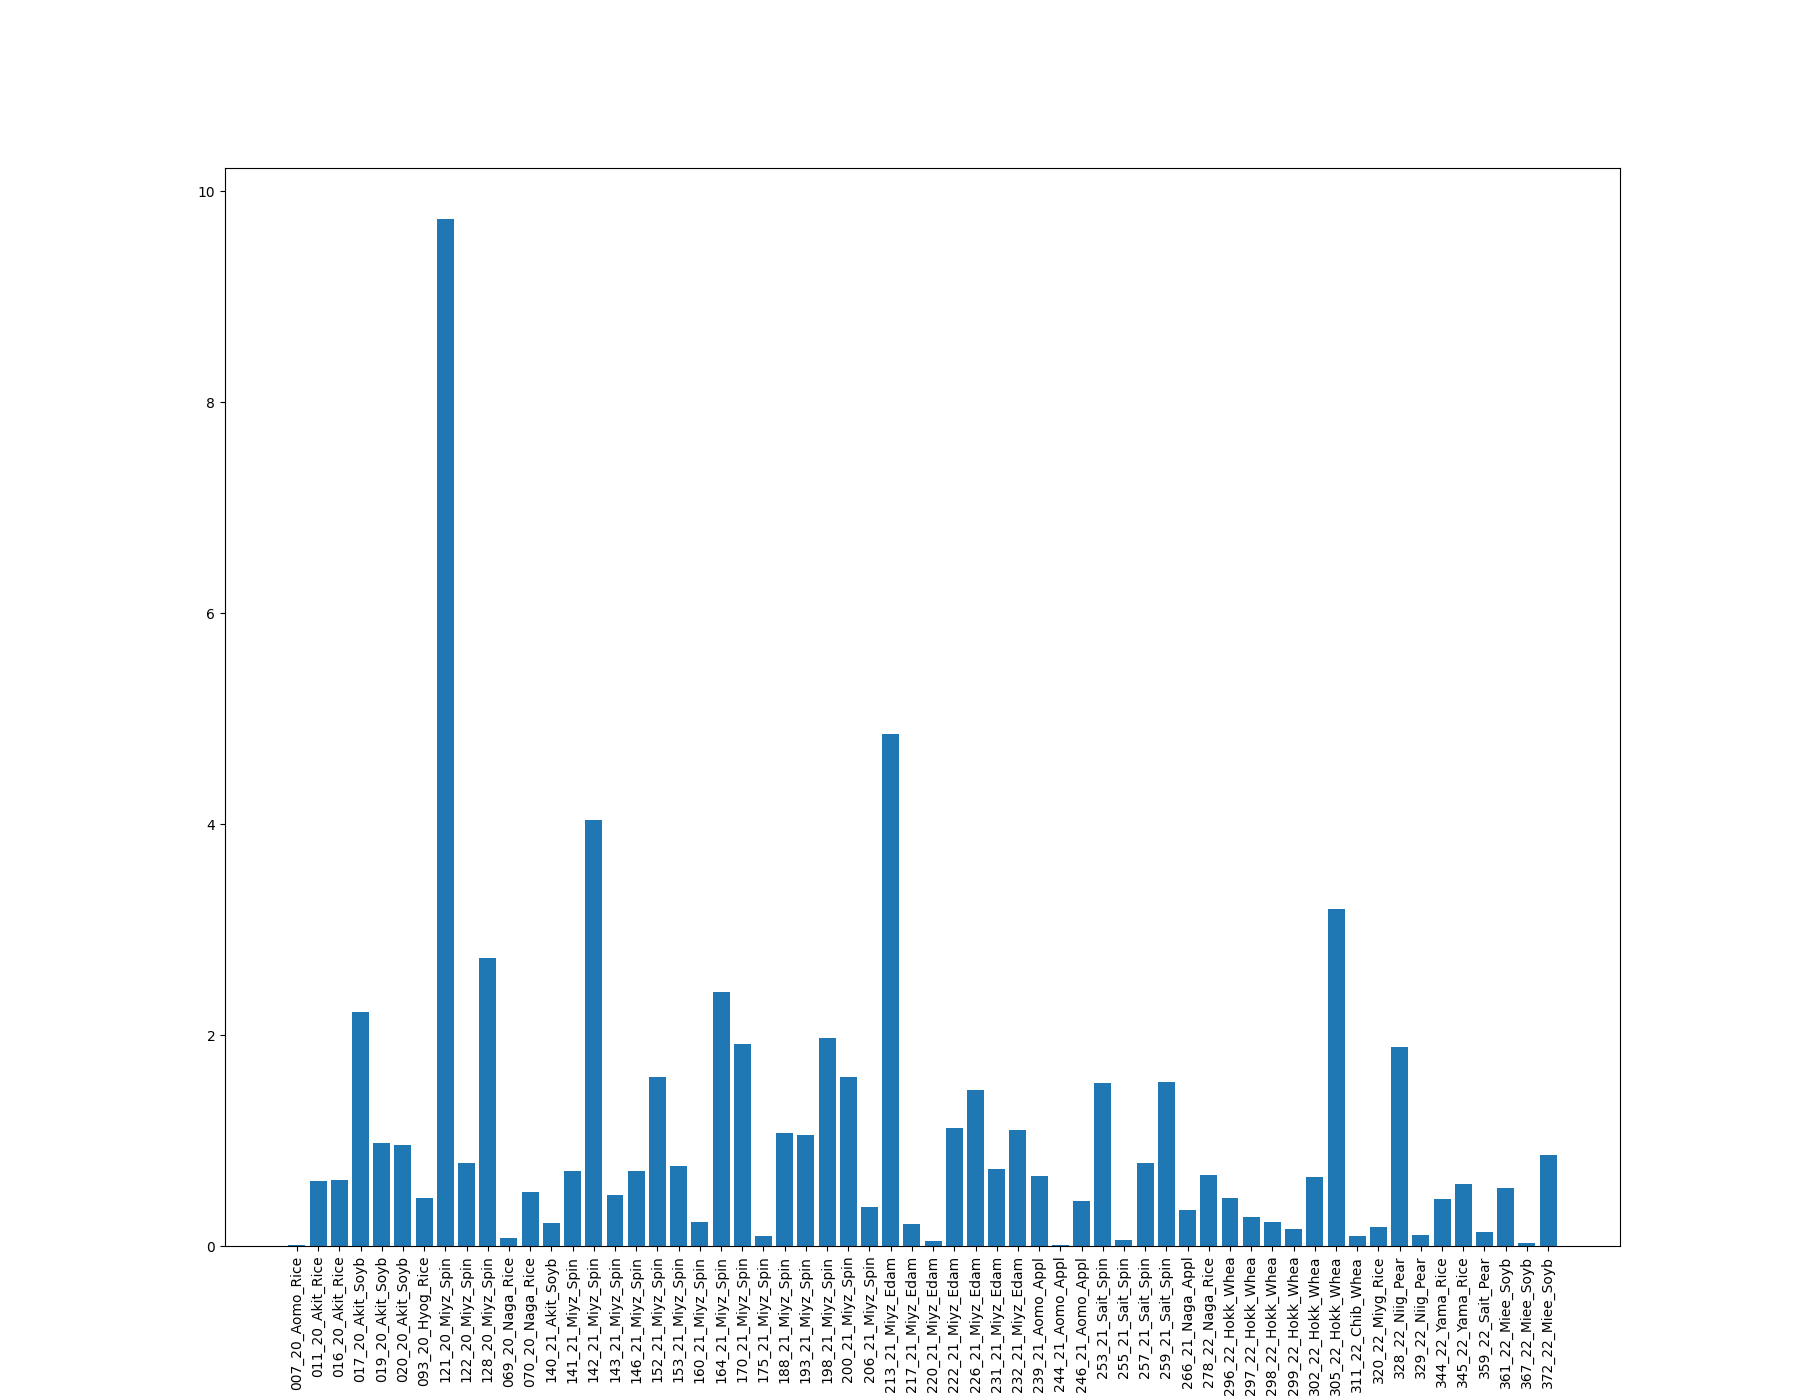 10
8
6
4
2
0
007_20_Aomo_Rice
011_20_Akit_Rice
016_20_Akit_Rice
017_20_Akit_Soyb
019_20_Akit_Soyb
020_20_Akit_Soyb
093_20_Hyog_Rice
121_20_Miyz_Spin
122_20_Miyz_Spin
128_20_Miyz_Spin
069_20_Naga_Rice
070_20_Naga_Rice
140_21_Akit_Soyb
141_21_Miyz_Spin
142_21_Miyz_Spin
143_21_Miyz_Spin
146_21_Miyz_Spin
152_21_Miyz_Spin
153_21_Miyz_Spin
160_21_Miyz_Spin
164_21_Miyz_Spin
170_21_Miyz_Spin
175_21_Miyz_Spin
188_21_Miyz_Spin
193_21_Miyz_Spin
198_21_Miyz_Spin
200_21_Miyz_Spin
206_21_Miyz_Spin
213_21_Miyz_Edam
217_21_Miyz_Edam
220_21_Miyz_Edam
222_21_Miyz_Edam
226_21_Miyz_Edam
231_21_Miyz_Edam
232_21_Miyz_Edam
239_21_Aomo_Appl
244_21_Aomo_Appl
246_21_Aomo_Appl
253_21_Sait_Spin
255_21_Sait_Spin
257_21_Sait_Spin
259_21_Sait_Spin
266_21_Naga_Appl
278_22_Naga_Rice
296_22_Hokk_Whea
297_22_Hokk_Whea
298_22_Hokk_Whea
299_22_Hokk_Whea
302_22_Hokk_Whea
305_22_Hokk_Whea
311_22_Chib_Whea
320_22_Miyg_Rice
328_22_Niig_Pear
329_22_Niig_Pear
344_22_Yama_Rice
345_22_Yama_Rice
359_22_Sait_Pear
361_22_Miee_Soyb
367_22_Miee_Soyb
372_22_Miee_Soyb